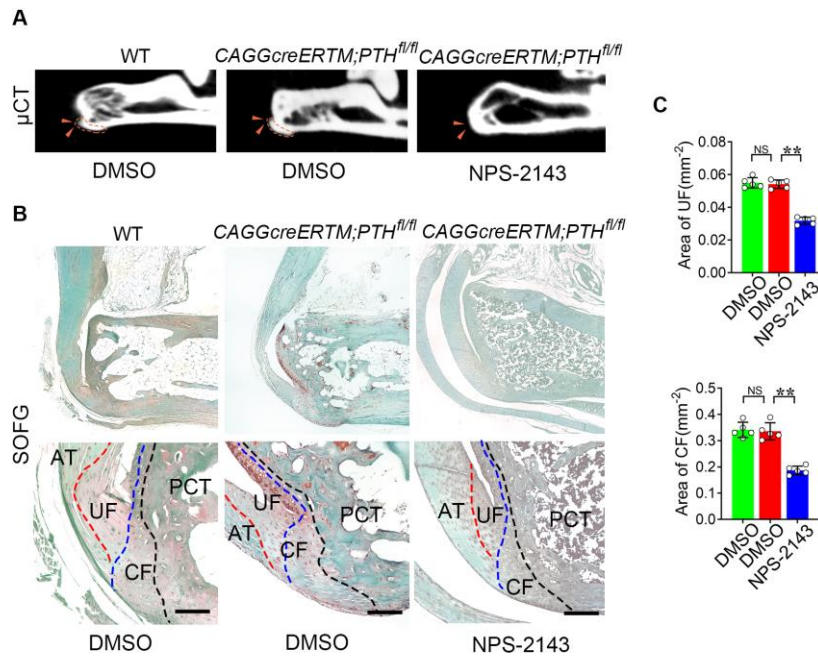 A
WT
CAGGcreERTM;PTHfl/fl
CAGGcreERTM;PTHfl/fl
μCT
DMSO
DMSO
NPS-2143
B
WT
CAGGcreERTM;PTHfl/fl
CAGGcreERTM;PTHfl/fl
SOFG
AT
UF
PCT
CF
UF
AT
PCT
CF
AT
UF
PCT
CF
DMSO
DMSO
NPS-2143
C
Area of UF(mm-2)
0.08
0.06
0.04
0.02
0.00
NS
**
DMSO
DMSO
NPS-2143
Area of CF(mm-2)
0.5
0.4
0.3
0.2
0.1
0.0
NS
**
DMSO
DMSO
NPS-2143